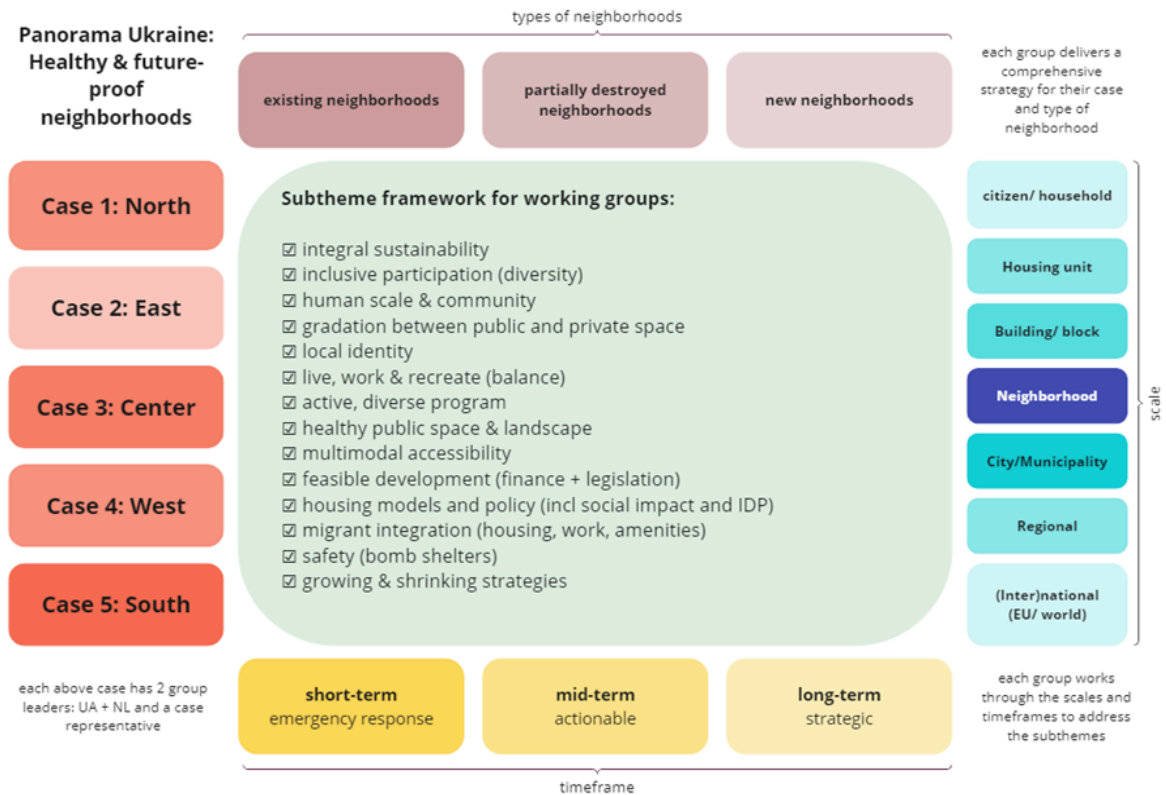 Panorama Ukraine:
Healthy & future-
proof
neighborhoods
types of neighborhoods
existing neighborhoods
partially destroyed
neighborhoods
new neighborhoods
each group delivers a
comprehensive
strategy for their case
and type of
neighborhood
Case 1: North
Case 2: East
Case 3: Center
Case 4: West
Case 5: South
Subtheme framework for working groups:
☑ integral sustainability
☑ inclusive participation (diversity)
☑ human scale & community
☑ gradation between public and private space
☑ local identity
☑ live, work & recreate (balance)
☑ active, diverse program
☑ healthy public space & landscape
☑ multimodal accessibility
☑ feasible development (finance + legislation)
☑ housing models and policy (incl social impact and IDP)
☑ migrant integration (housing, work, amenities)
☑ safety (bomb shelters)
☑ growing & shrinking strategies
citizen/ household
Housing unit
Building/ block
Neighborhood
City/Municipality
Regional
(Inter)national
(EU/ world)
scale
each above case has 2 group
leaders: UA + NL and a case
representative
short-term
emergency response
mid-term
actionable
long-term
strategic
timeframe
each group works
through the scales and
timeframes to address
the subthemes